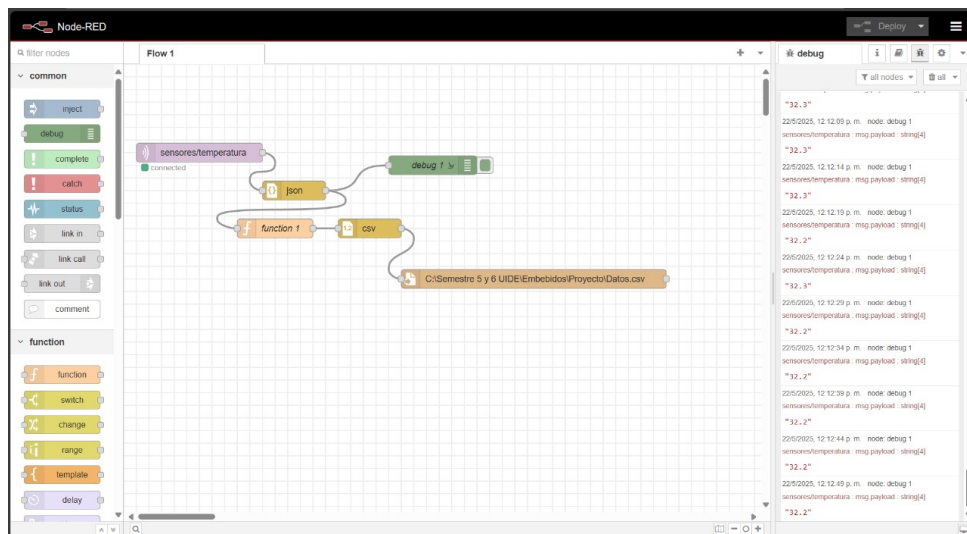 Node-RED
Deploy
filter nodes
common
inject
debug
complete
catch
status
link in
link call
link out
comment
function
function
switch
change
range
template
delay
Flow 1
sensores/temperatura
connected
json
debug 1
function 1
csv
C:\Semestre 5 y 6 UIDE\Embebidos\Proyecto\Datos.csv
debug
all nodes
all
"32.3"
22/5/2025, 12:12:09 p. m. node: debug 1
sensores/temperatura : msg.payload : string[4]
"32.3"
22/5/2025, 12:12:14 p. m. node: debug 1
sensores/temperatura : msg.payload : string[4]
"32.3"
22/5/2025, 12:12:19 p. m. node: debug 1
sensores/temperatura : msg.payload : string[4]
"32.2"
22/5/2025, 12:12:24 p. m. node: debug 1
sensores/temperatura : msg.payload : string[4]
"32.3"
22/5/2025, 12:12:29 p. m. node: debug 1
sensores/temperatura : msg.payload : string[4]
"32.2"
22/5/2025, 12:12:34 p. m. node: debug 1
sensores/temperatura : msg.payload : string[4]
"32.2"
22/5/2025, 12:12:39 p. m. node: debug 1
sensores/temperatura : msg.payload : string[4]
"32.2"
22/5/2025, 12:12:44 p. m. node: debug 1
sensores/temperatura : msg.payload : string[4]
"32.2"
22/5/2025, 12:12:49 p. m. node: debug 1
sensores/temperatura : msg.payload : string[4]
"32.2"